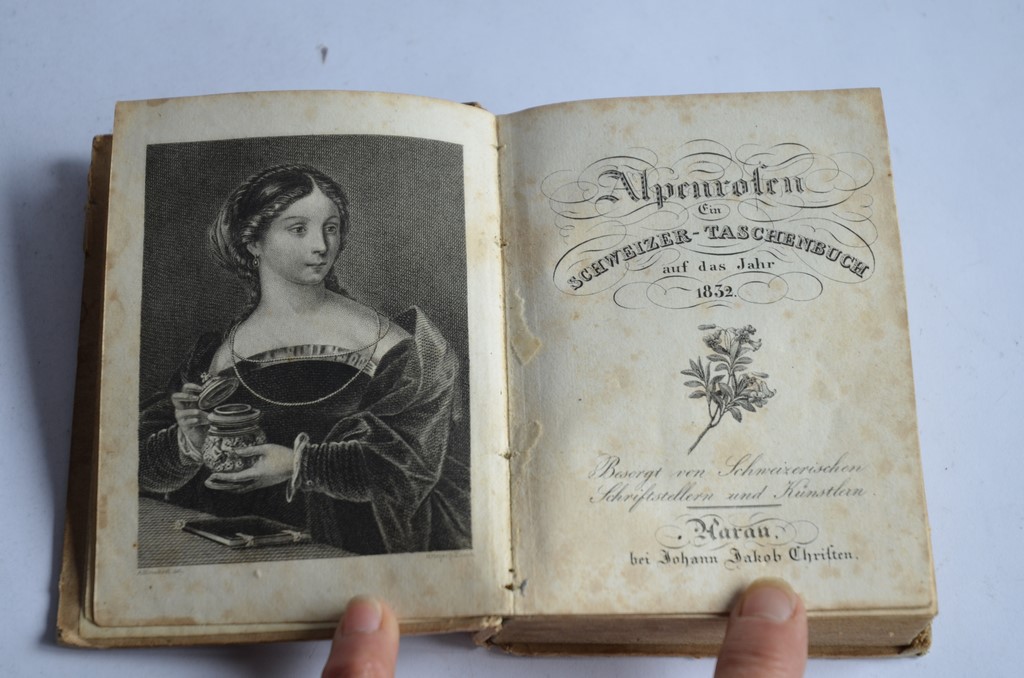 Alpenroſen
Ein
SCHWEIZER-TASCHENBUCH
auf das Jahr
1832.
Besorgt von Schweizerischen
Schriftstellern und Künstlern.
Aarau,
bei Johann Jakob Chriſten.